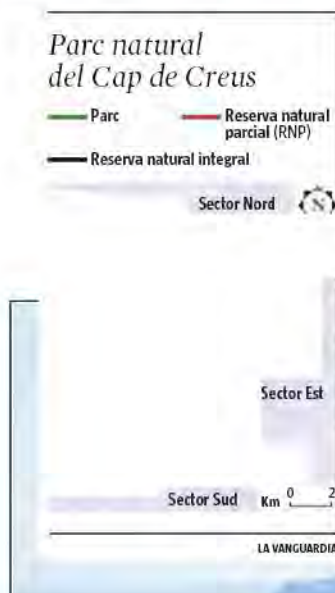 Parc natural
del Cap de Creus
Parc
Reserva natural
parcial (RNP)
Reserva natural integral
Sector Nord
N
Sector Est
Sector Sud
Km 0 2
LA VANGUARDIA